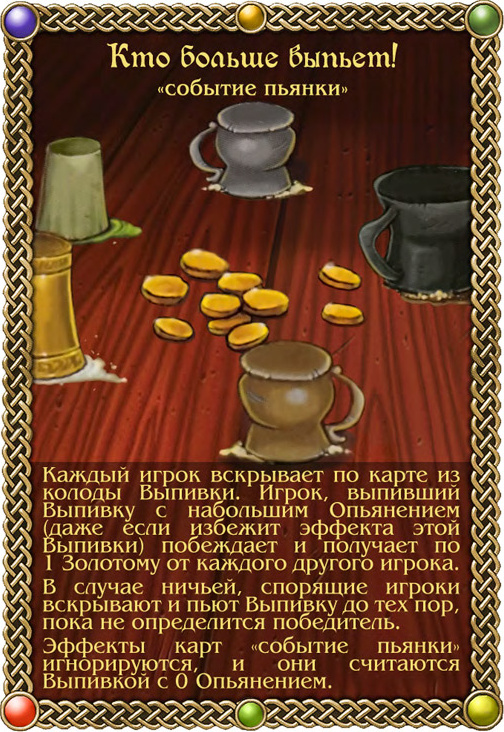 Кто больше выпьет!
«событие пьянки»
Каждый игрок вскрывает по карте из
колоды Выпивки. Игрок, выпивший
Выпивку с набольшим Опьянением
(даже если избежит эффекта этой
Выпивки) побеждает и получает по
1 Золотому от каждого другого игрока.
В случае ничьей, спорящие игроки
вскрывают и пьют Выпивку до тех пор,
пока не определится победитель.
Эффекты карт «событие пьянки»
игнорируются, и они считаются
Выпивкой с 0 Опьянением.